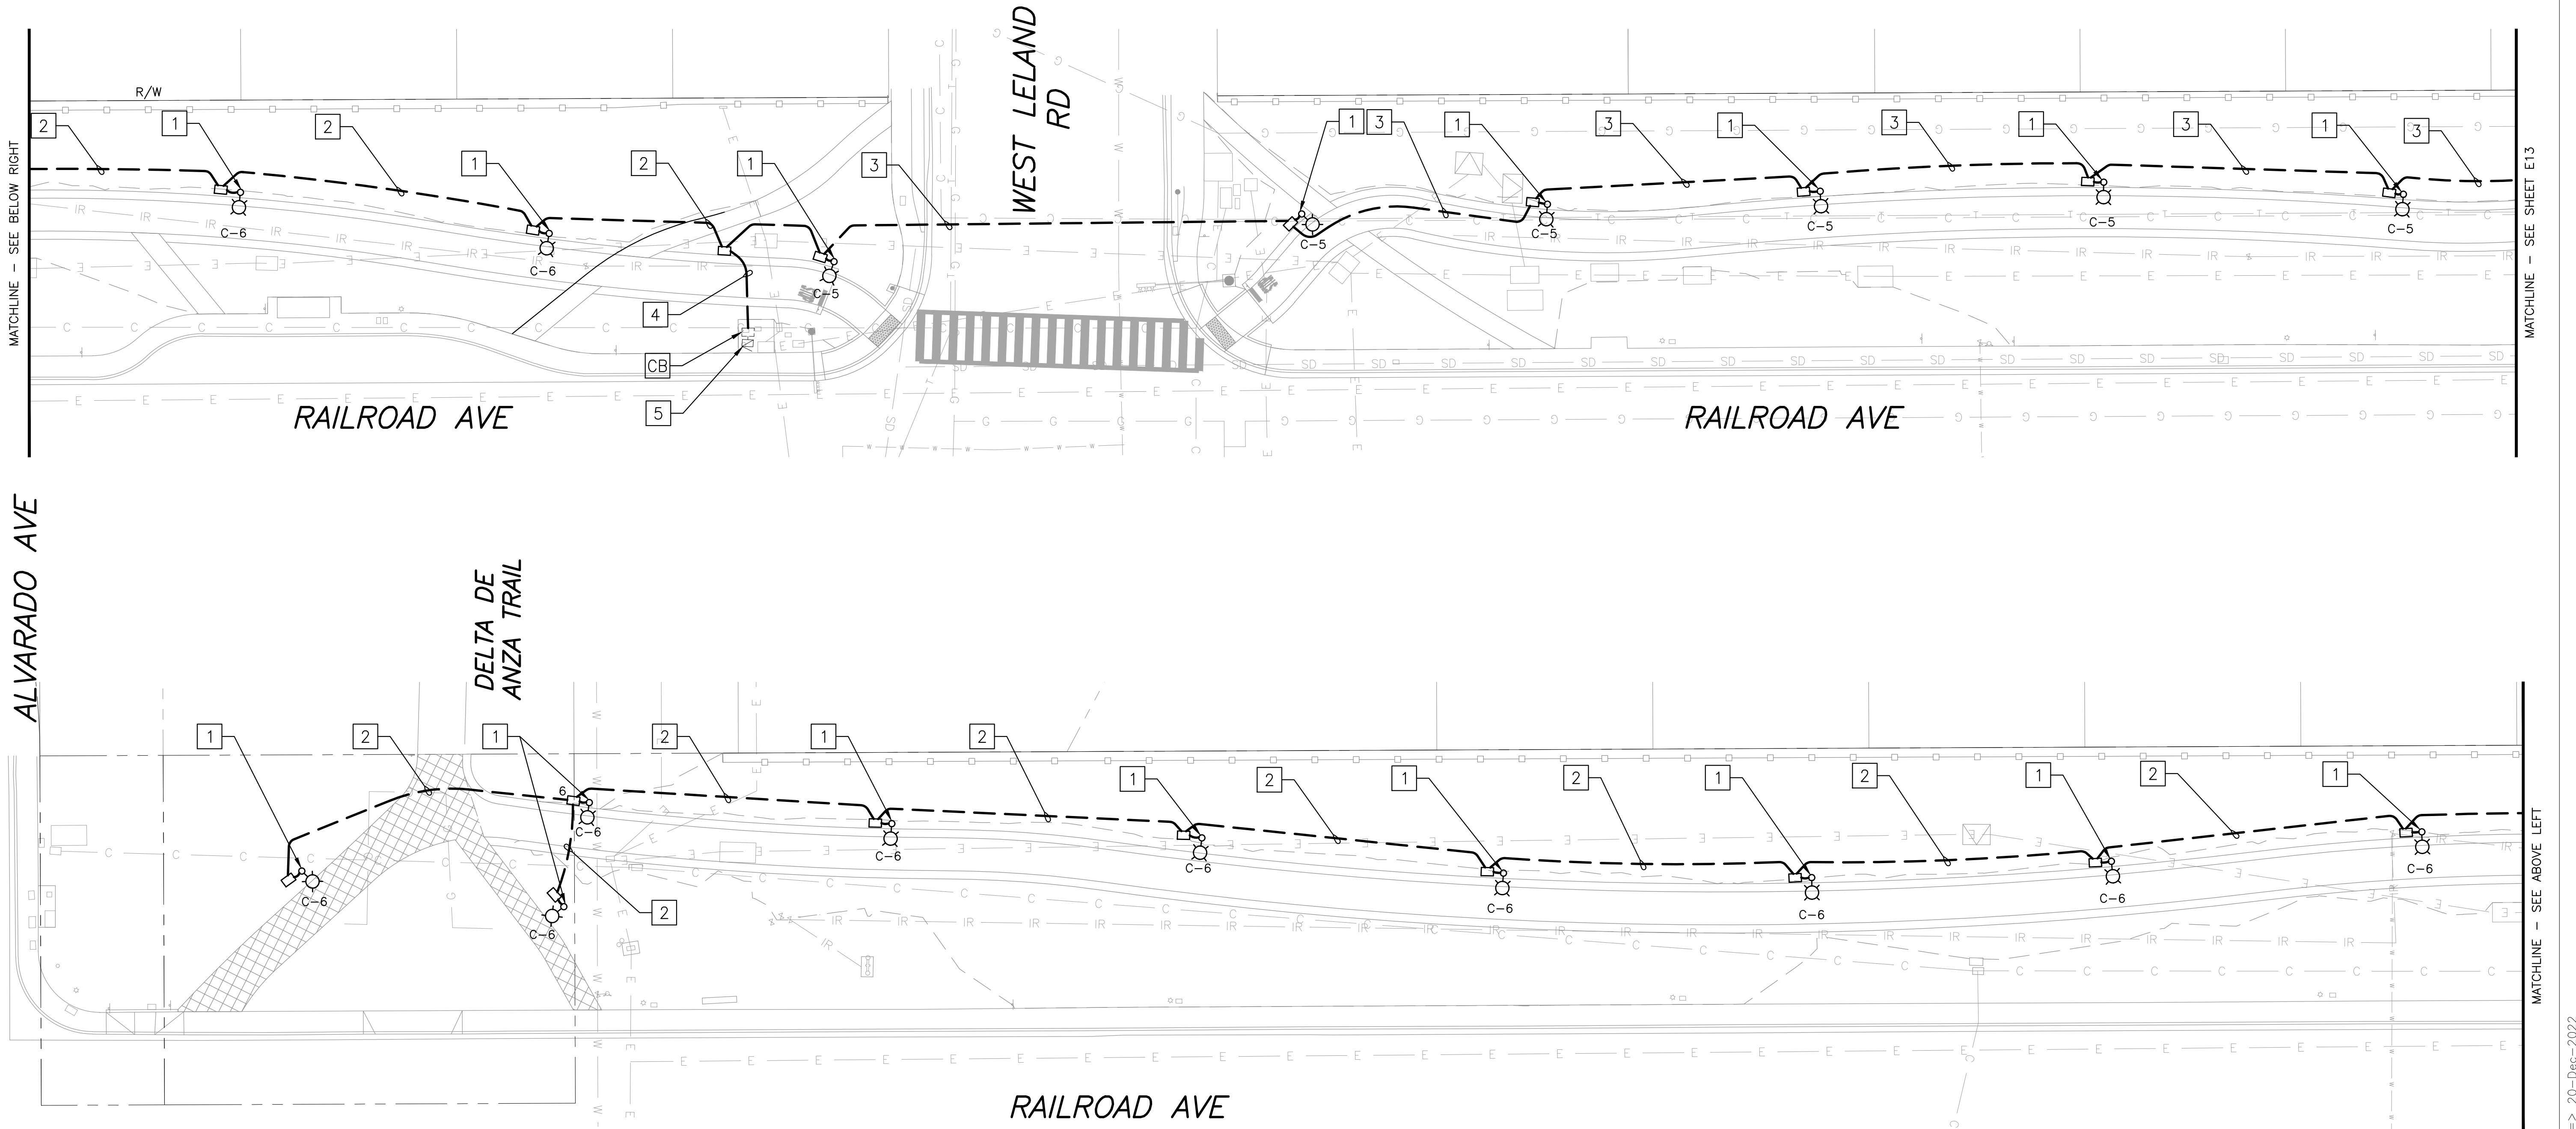 WEST LELAND
RD
R/W
2
1
2
1
2
1
3
1
3
1
3
1
3
1
3
1
3
MATCHLINE - SEE BELOW RIGHT
MATCHLINE - SEE SHEET E13
C-6
C-6
C-5
C-5
C-5
C-5
C-5
C-5
4
CB
5
RAILROAD AVE
RAILROAD AVE
ALVARADO AVE
DELTA DE
ANZA TRAIL
1
2
1
2
1
2
1
2
1
2
1
2
1
2
1
6
C-6
C-6
C-6
C-6
C-6
C-6
C-6
C-6
C-6
C-6
2
MATCHLINE - SEE ABOVE LEFT
RAILROAD AVE
=> 20-Dec-2022